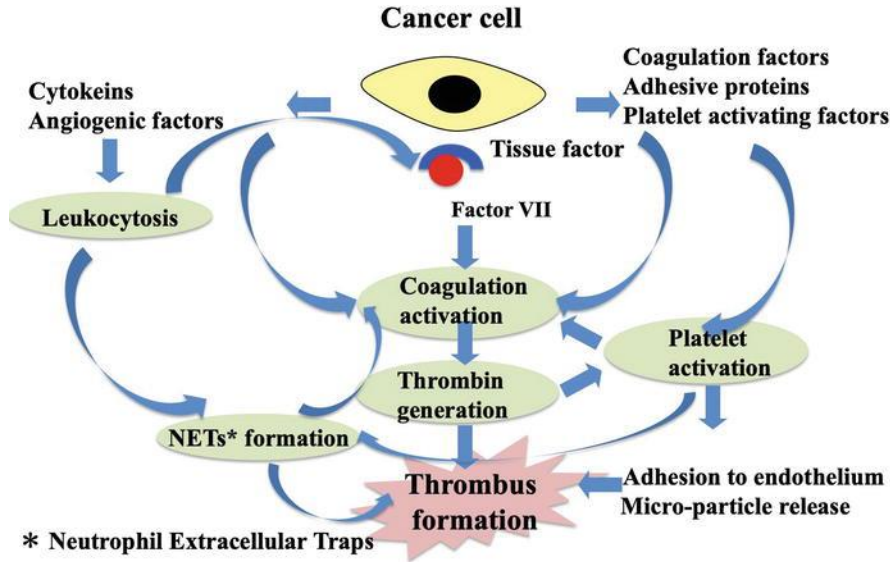 Cancer cell
Cytokeins
Angiogenic factors
Coagulation factors
Adhesive proteins
Platelet activating factors
Tissue factor
Leukocytosis
Factor VII
Coagulation
activation
Platelet
activation
Thrombin
generation
NETs* formation
Thrombus
formation
Adhesion to endothelium
Micro-particle release
* Neutrophil Extracellular Traps